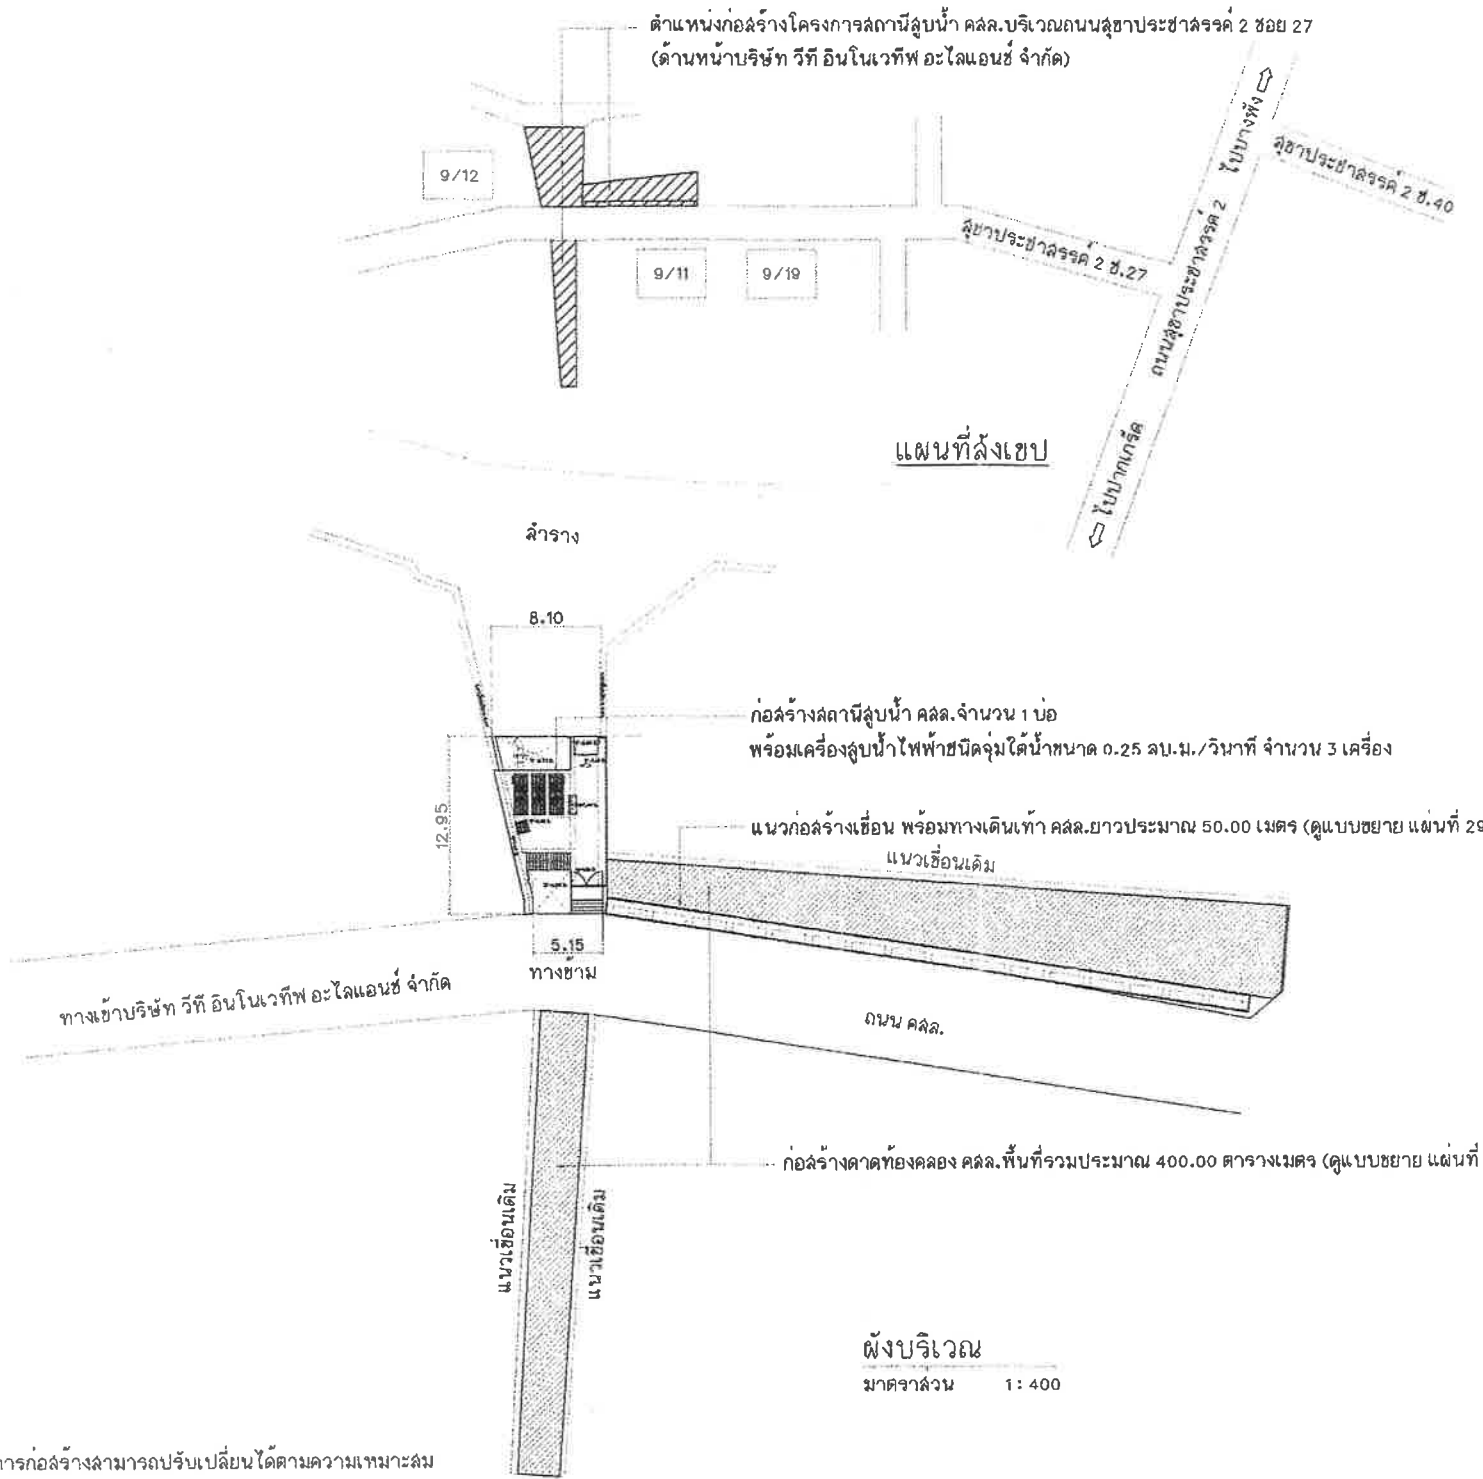 ตำแหน่งก่อสร้างโครงการสถานีสูบน้ำ คสล.บริเวณถนนสุขาประชาสรรค์ 2 ซอย 27
(ด้านหน้าบริษัท วีที อินโนเวทีฟ อะไลแอนซ์ จำกัด)
ไปบางพัง
สุขาประชาสรรค์ 2 ซ.40
9/12
สุขาประชาสรรค์ 2 ซ.27
9/11
9/19
ถนนสุขาประชาสรรค์ 2
ไปปากเกร็ด
แผนที่สังเขป
ลำราง
8.10
ก่อสร้างสถานีสูบน้ำ คสล.จำนวน 1 บ่อ
พร้อมเครื่องสูบน้ำไฟฟ้าชนิดจุ่มใต้น้ำขนาด 0.25 ลบ.ม./วินาที จำนวน 3 เครื่อง
12.95
แนวก่อสร้างเขื่อน พร้อมทางเดินเท้า คสล.ยาวประมาณ 50.00 เมตร (ดูแบบขยาย แผ่นที่ 29
แนวเขื่อนเดิม
5.15
ทางข้าม
ทางเข้าบริษัท วีที อินโนเวทีฟ อะไลแอนซ์ จำกัด
ถนน คสล.
ก่อสร้างดาดท้องคลอง คสล.พื้นที่รวมประมาณ 400.00 ตารางเมตร (ดูแบบขยาย แผ่นที่
แนวเขื่อนเดิม
แนวเขื่อนเดิม
ผังบริเวณ
มาตราส่วน 1 : 400
การก่อสร้างสามารถปรับเปลี่ยนได้ตามความเหมาะสม